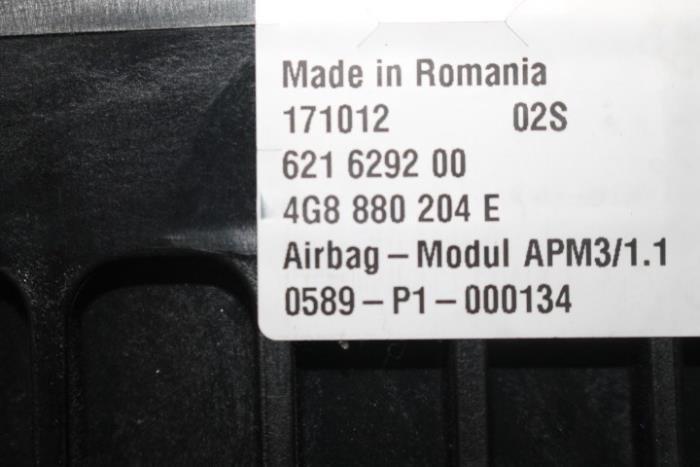 Made in Romania
171012 02S
621 6292 00
4G8 880 204 E
Airbag – Modul APM3/1.1
0589 – P1 – 000134